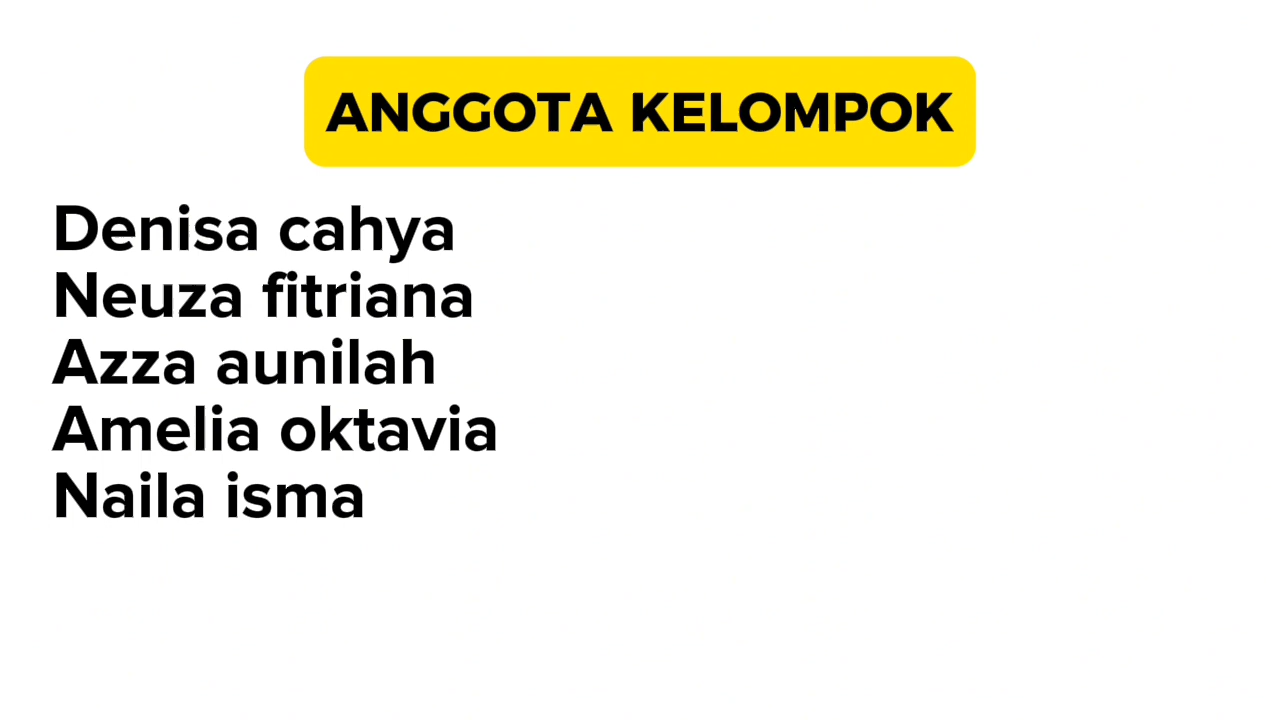 ANGGOTA KELOMPOK
Denisa cahya
Neuza fitriana
Azza aunilah
Amelia oktavia
Naila isma